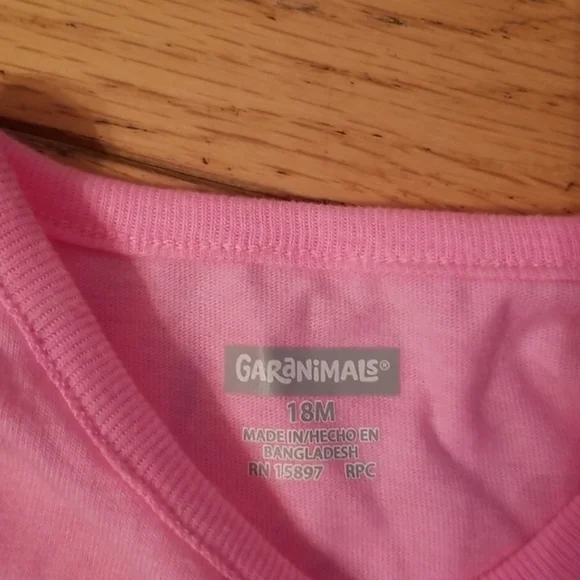 GARANiMALS®
18M
MADE IN/HECHO EN
BANGLADESH
RN 15897 RPC